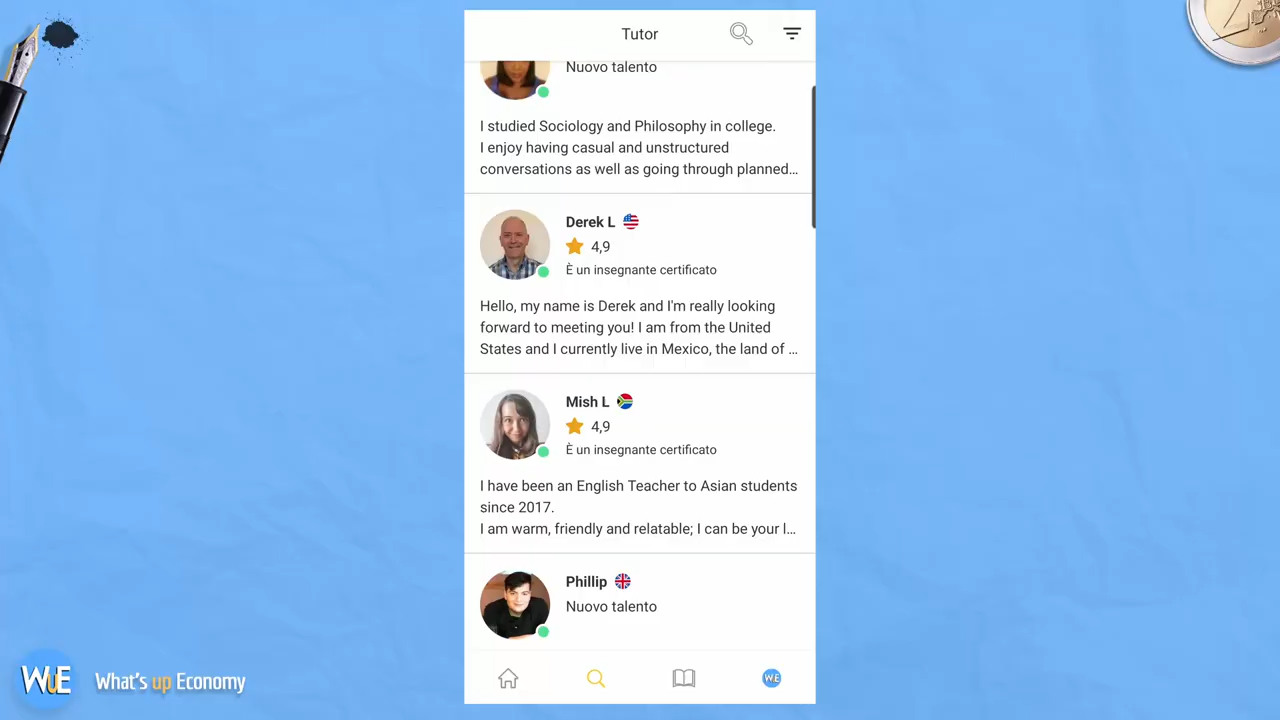 Tutor
Nuovo talento
I studied Sociology and Philosophy in college.
I enjoy having casual and unstructured
conversations as well as going through planned…
Derek L
4,9
È un insegnante certificato
Hello, my name is Derek and I'm really looking
forward to meeting you! I am from the United
States and I currently live in Mexico, the land of …
Mish L
4,9
È un insegnante certificato
I have been an English Teacher to Asian students
since 2017.
I am warm, friendly and relatable; I can be your l…
Phillip
Nuovo talento
WuE
WuE What's up Economy